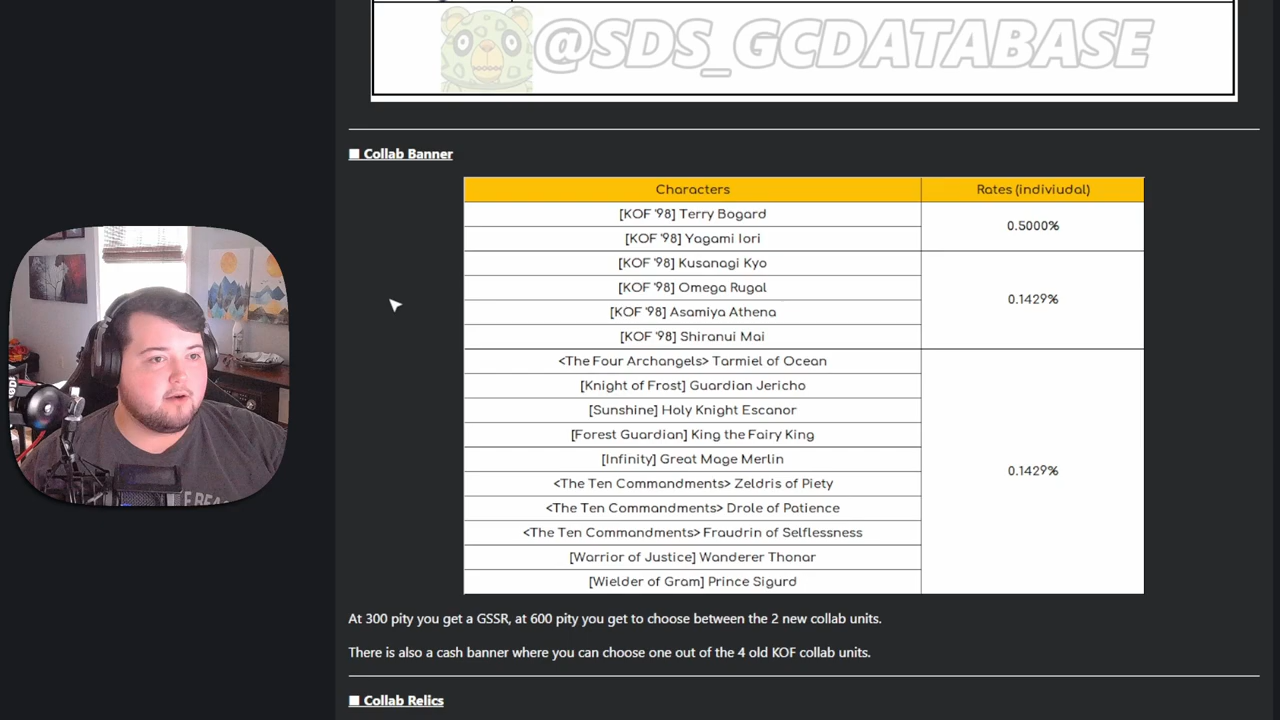 @SDS_GCDATABASE
■ Collab Banner
Characters
Rates (indiviudal)
[KOF '98] Terry Bogard
[KOF '98] Yagami Iori
0.5000%
[KOF '98] Kusanagi Kyo
[KOF '98] Omega Rugal
[KOF '98] Asamiya Athena
[KOF '98] Shiranui Mai
0.1429%
<The Four Archangels> Tarmiel of Ocean
[Knight of Frost] Guardian Jericho
[Sunshine] Holy Knight Escanor
[Forest Guardian] King the Fairy King
[Infinity] Great Mage Merlin
<The Ten Commandments> Zeldris of Piety
<The Ten Commandments> Drole of Patience
<The Ten Commandments> Fraudrin of Selflessness
[Warrior of Justice] Wanderer Thonar
[Wielder of Gram] Prince Sigurd
0.1429%
At 300 pity you get a GSSR, at 600 pity you get to choose between the 2 new collab units.
There is also a cash banner where you can choose one out of the 4 old KOF collab units.
■ Collab Relics